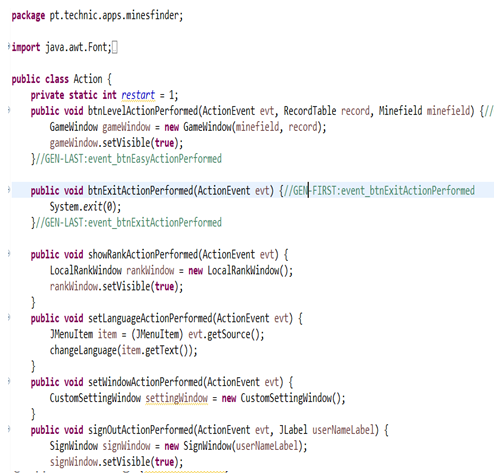 package pt.technic.apps.minesfinder;
import java.awt.Font;
public class Action {
private static int restart = 1;
public void btnLevelActionPerformed(ActionEvent evt, RecordTable record, Minefield minefield) {//
GameWindow gameWindow = new GameWindow(minefield, record);
gameWindow.setVisible(true);
}//GEN-LAST:event_btnEasyActionPerformed
public void btnExitActionPerformed(ActionEvent evt) {//GEN-FIRST:event_btnExitActionPerformed
System.exit(0);
}//GEN-LAST:event_btnExitActionPerformed
public void showRankActionPerformed(ActionEvent evt) {
LocalRankWindow rankWindow = new LocalRankWindow();
rankWindow.setVisible(true);
}
public void setLanguageActionPerformed(ActionEvent evt) {
JMenuItem item = (JMenuItem) evt.getSource();
changeLanguage(item.getText());
}
public void setWindowActionPerformed(ActionEvent evt) {
CustomSettingWindow settingWindow = new CustomSettingWindow();
}
public void signOutActionPerformed(ActionEvent evt, JLabel userNameLabel) {
SignWindow signWindow = new SignWindow(userNameLabel);
signWindow.setVisible(true);